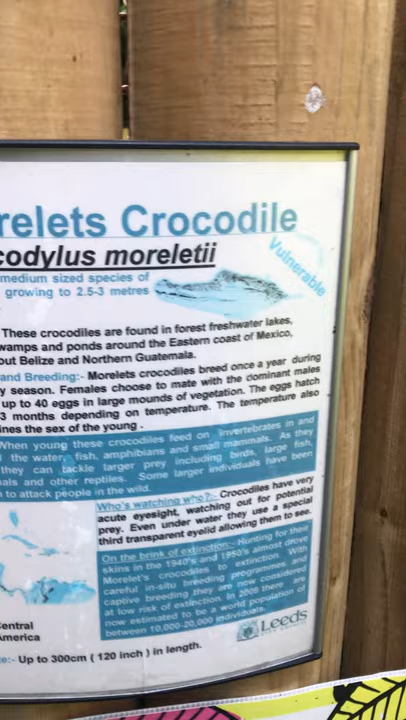 relets Crocodile
codylus moreletii
Vulnerable
medium sized species of
growing to 2.5-3 metres
These crocodiles are found in forest freshwater lakes,
wamps and ponds around the Eastern coast of Mexico,
out Belize and Northern Guatemala.
and Breeding:- Morelets crocodiles breed once a year during
y season. Females choose to mate with the dominant males
up to 40 eggs in large mounds of vegetation. The eggs hatch
3 months depending on temperature. The temperature also
ines the sex of the young .
When young these crocodiles feed on invertebrates in and
the water, fish, amphibians and small mammals. As they
they can tackle larger prey including birds, large fish,
als and other reptiles. Some larger individuals have been
n to attack people in the wild.
Who's watching who?:- Crocodiles have very
acute eyesight, watching out for potential
prey. Even under water they use a special
third transparent eyelid allowing them to see.
On the brink of extinction:- Hunting for their
skins in the 1940's and 1950's almost drove
Morelet's crocodiles to extinction. With
careful in-situ breeding programmes and
captive breeding they are now considered
at low risk of extinction. In 2000 there are
now estimated to be a world population of
between 10,000-20,000 individuals.
Central
America
Leeds
CITY COUNCIL
e:- Up to 300cm ( 120 inch ) in length.